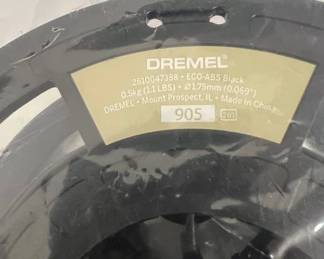 DREMEL
2610047388 • ECO-ABS Black
0.5kg (1.1 LBS) • Ø1.75mm (0.069")
DREMEL • Mount Prospect, IL • Made in China
905